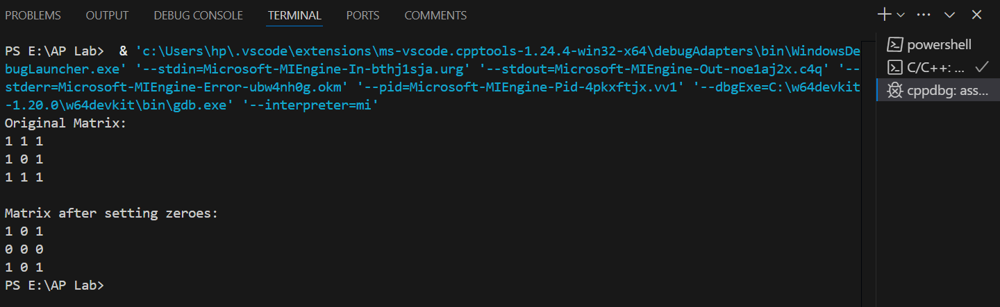 PROBLEMS OUTPUT DEBUG CONSOLE TERMINAL PORTS COMMENTS
PS E:\AP Lab>  & 'c:\Users\hp\.vscode\extensions\ms-vscode.cpptools-1.24.4-win32-x64\debugAdapters\bin\WindowsDe
bugLauncher.exe' '--stdin=Microsoft-MIEngine-In-bthj1sja.urg' '--stdout=Microsoft-MIEngine-Out-noe1aj2x.c4q' '--
stderr=Microsoft-MIEngine-Error-ubw4nh0g.okm' '--pid=Microsoft-MIEngine-Pid-4pkxftjx.vv1' '--dbgExe=C:\w64devkit
-1.20.0\w64devkit\bin\gdb.exe' '--interpreter=mi'
Original Matrix:
1 1 1
1 0 1
1 1 1
Matrix after setting zeroes:
1 0 1
0 0 0
1 0 1
PS E:\AP Lab>
powershell
C/C++: ...
cppdbg: ass...